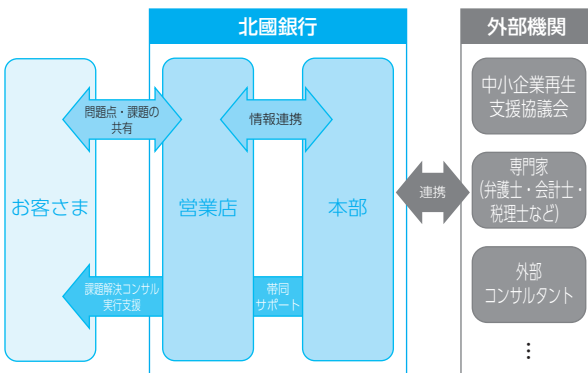 北國銀行
外部機関
お客さま
問題点・課題の
共有
営業店
情報連携
本部
連携
課題解決コンサル
実行支援
帯同
サポート
中小企業再生
支援協議会
専門家
(弁護士・会計士・
税理士など)
外部
コンサルタント
⋮